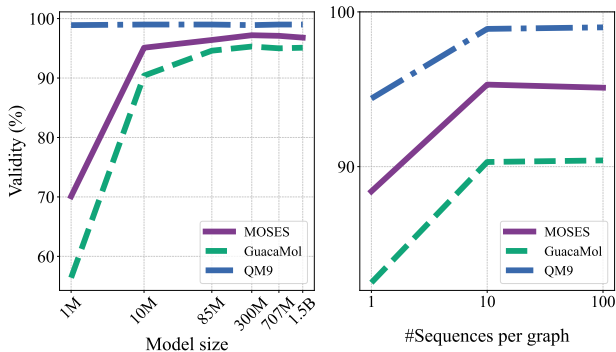 100
90
80
70
60
Validity (%)
1M
10M
85M
300M
707M
1.5B
Model size
MOSES
GuacaMol
QM9
100
90
1
10
100
#Sequences per graph
MOSES
GuacaMol
QM9